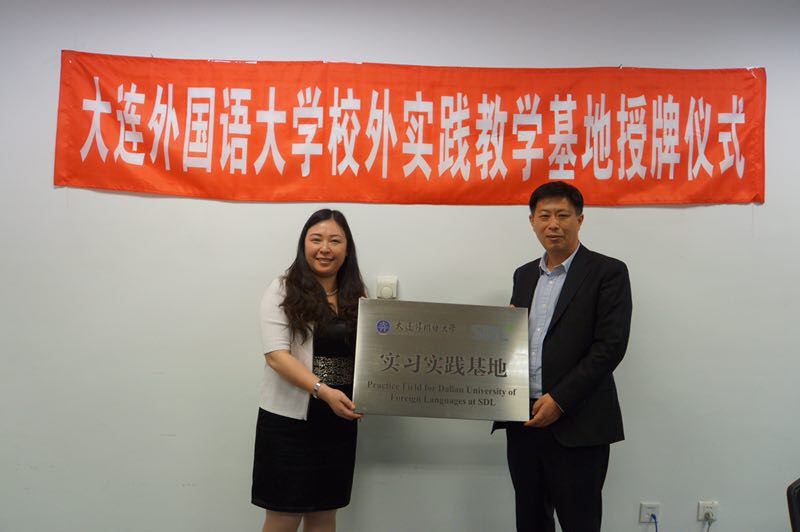 大连外国语大学校外实践教学基地授牌仪式
大连外国语大学 SDL
实习实践基地
Practice Field for Dalian University of
Foreign Languages at SDL